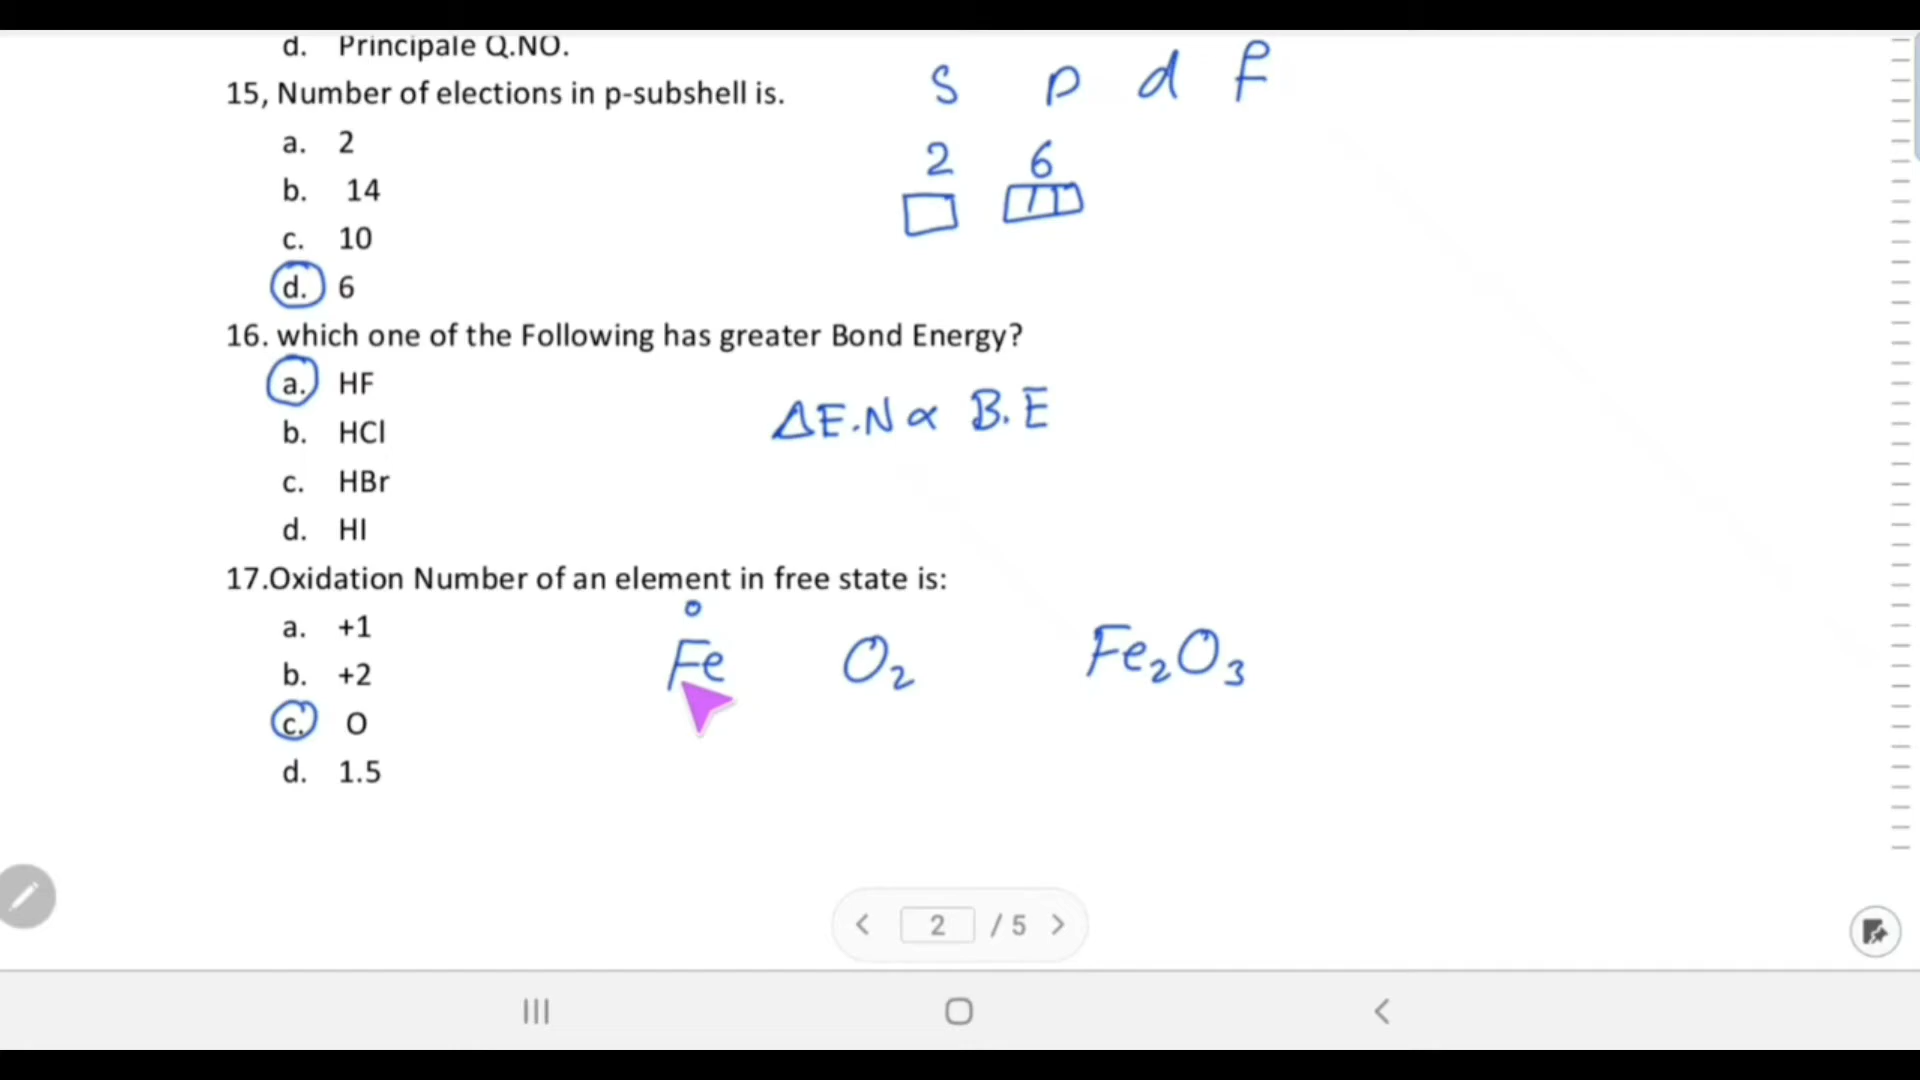 d. Principale Q.NO.
15, Number of elections in p-subshell is.
s p d f
a. 2
2 6
b. 14
c. 10
d. 6
16. which one of the Following has greater Bond Energy?
a. HF
ΔE.N ∝ B.E
b. HCl
c. HBr
d. HI
17.Oxidation Number of an element in free state is:
o
a. +1
Fe O₂ Fe₂O₃
b. +2
c. O
d. 1.5
2 / 5